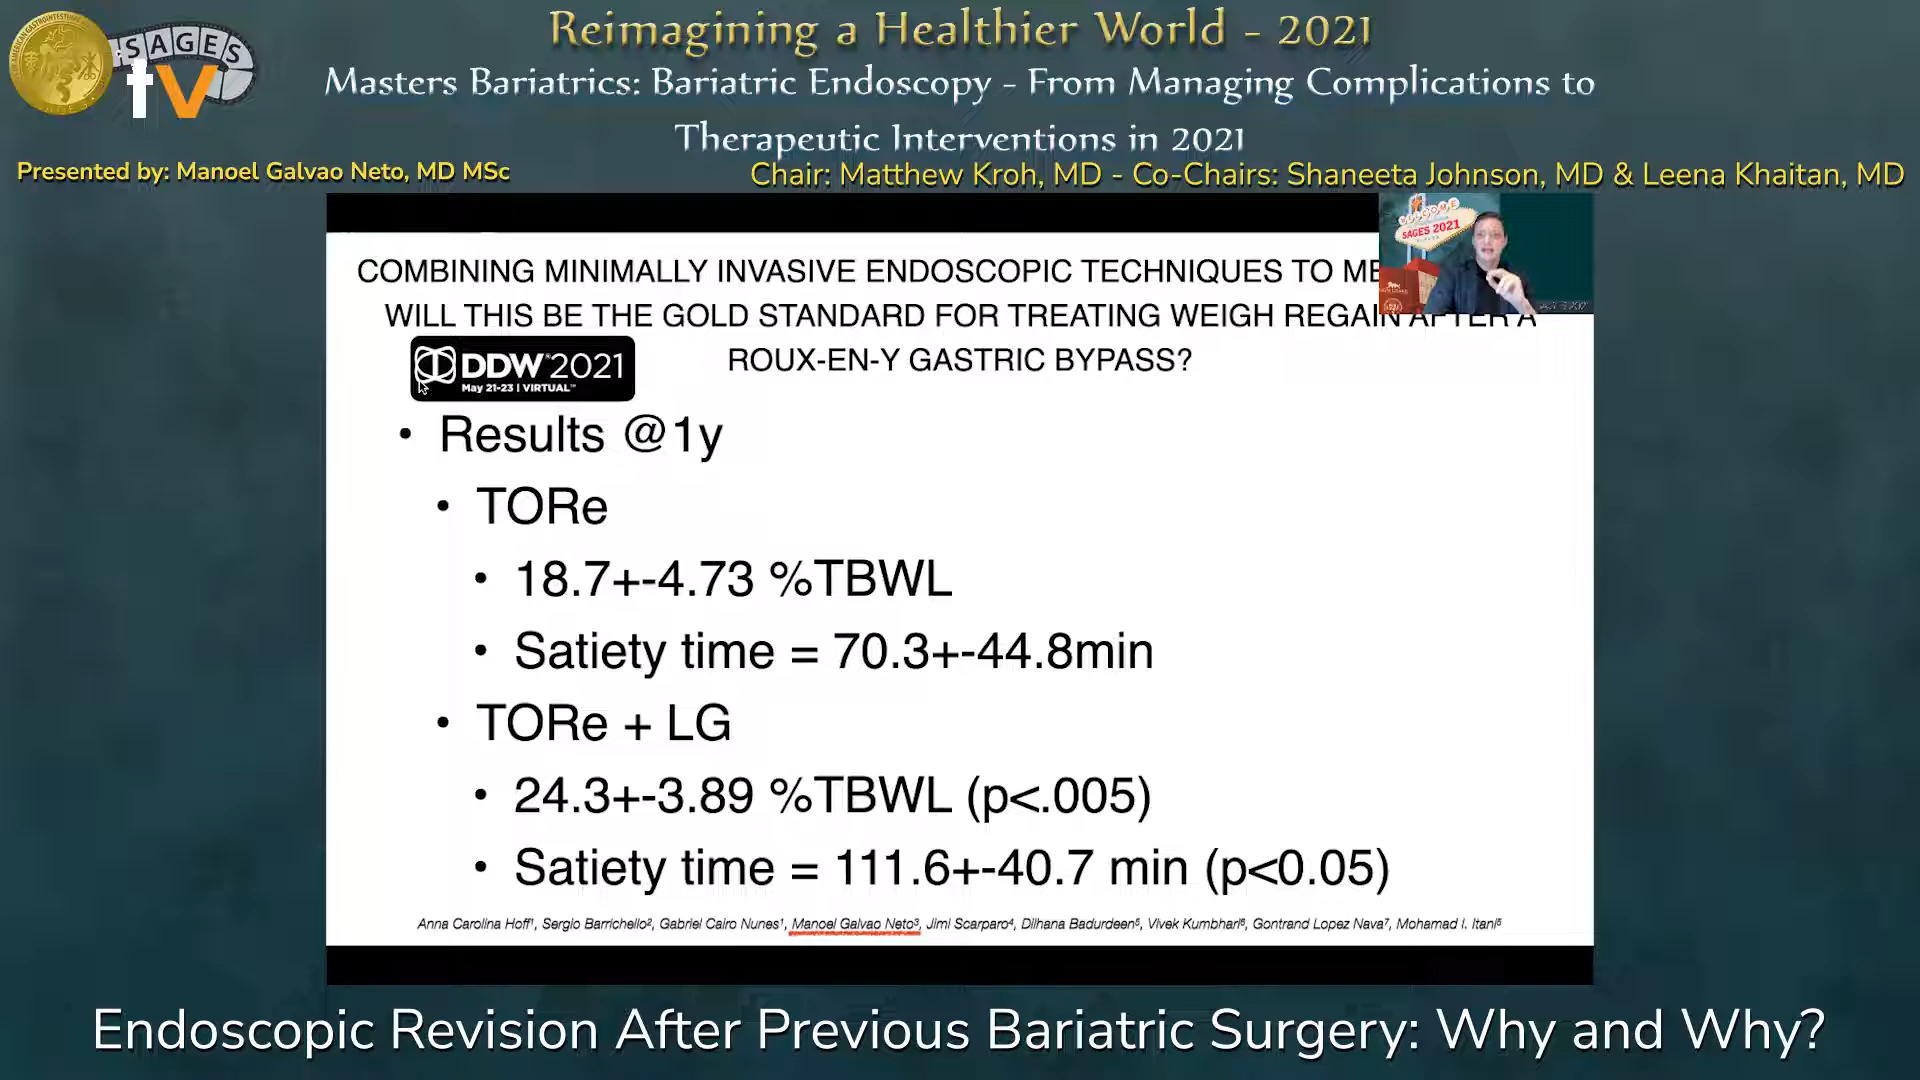 Reimagining a Healthier World - 2021
SAGES
tv
Masters Bariatrics: Bariatric Endoscopy - From Managing Complications to
Therapeutic Interventions in 2021
Presented by: Manoel Galvao Neto, MD MSc
Chair: Matthew Kroh, MD - Co-Chairs: Shaneeta Johnson, MD & Leena Khaitan, MD
WELCOME
SAGES 2021
COMBINING MINIMALLY INVASIVE ENDOSCOPIC TECHNIQUES TO
WILL THIS BE THE GOLD STANDARD FOR TREATING WEIGH REGAIN AFTER A
ROUX-EN-Y GASTRIC BYPASS?
DDW®2021
May 21-23 | VIRTUAL™
• Results @1y
• TORe
• 18.7+-4.73 %TBWL
• Satiety time = 70.3+-44.8min
• TORe + LG
• 24.3+-3.89 %TBWL (p<.005)
• Satiety time = 111.6+-40.7 min (p<0.05)
Anna Carolina Hoff¹, Sergio Barrichello², Gabriel Cairo Nunes¹, Manoel Galvao Neto³, Jimi Scarparo⁴, Dilhana Badurdeen⁵, Vivek Kumbhari⁶, Gontrand Lopez Nava⁷, Mohamad I. Itani⁵
Endoscopic Revision After Previous Bariatric Surgery: Why and Why?